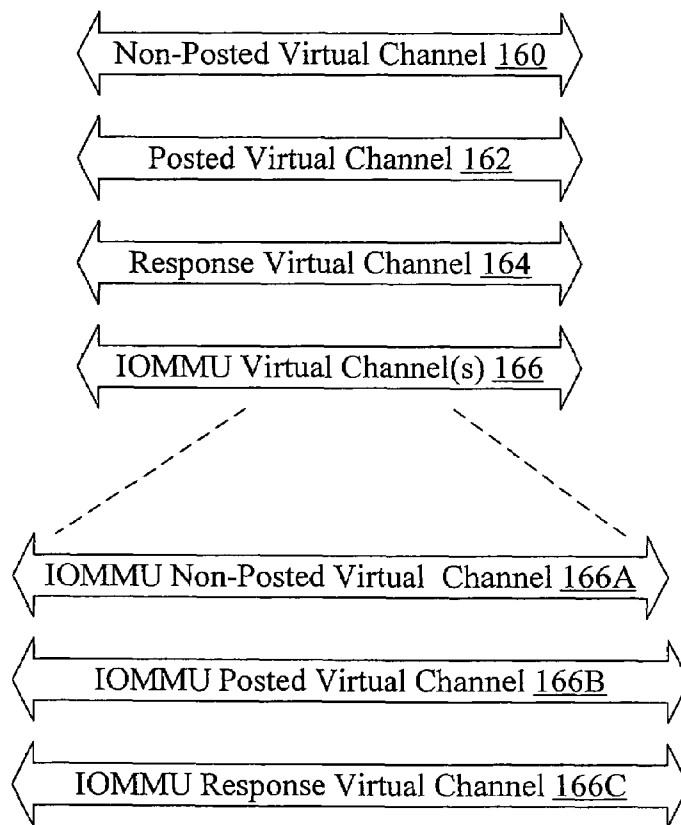 Non-Posted Virtual Channel 160
Posted Virtual Channel 162
Response Virtual Channel 164
IOMMU Virtual Channel(s) 166
IOMMU Non-Posted Virtual Channel 166A
IOMMU Posted Virtual Channel 166B
IOMMU Response Virtual Channel 166C